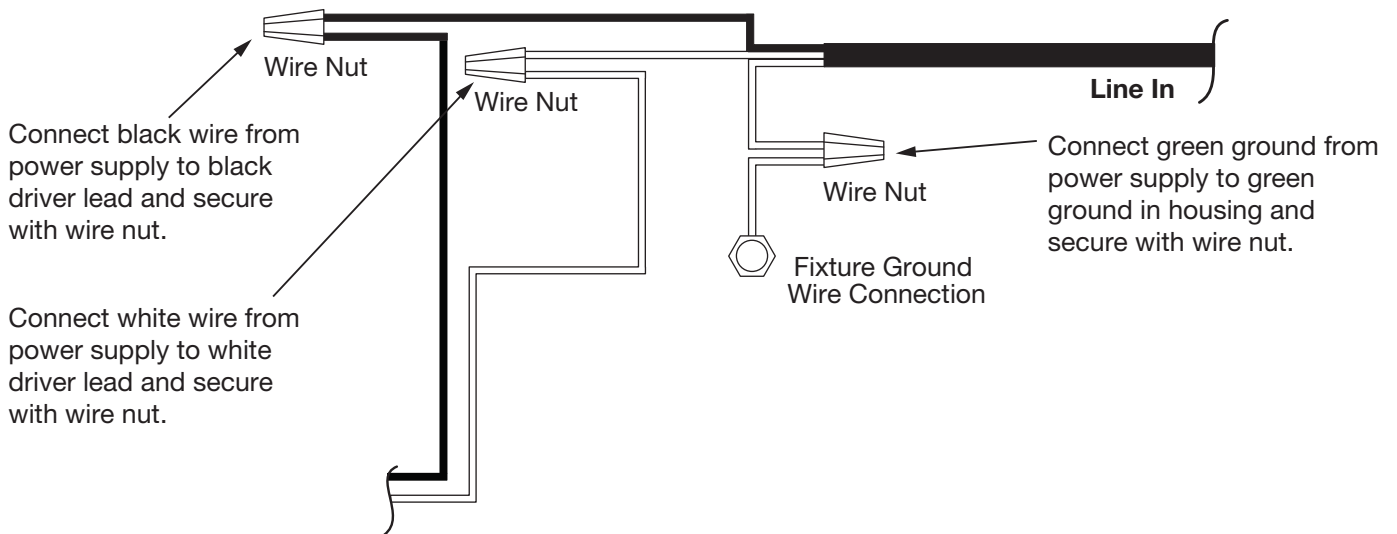 Wire Nut
Wire Nut
Line In
Connect black wire from
power supply to black
driver lead and secure
with wire nut.
Connect green ground from
power supply to green
ground in housing and
secure with wire nut.
Wire Nut
Fixture Ground
Wire Connection
Connect white wire from
power supply to white
driver lead and secure
with wire nut.